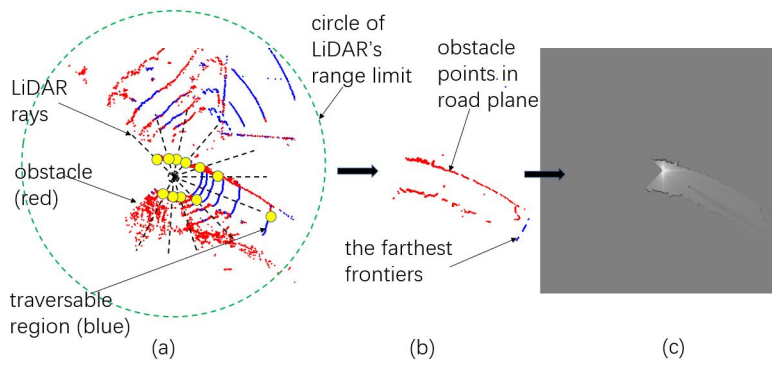 circle of
LiDAR's
range limit
LiDAR
rays
obstacle
(red)
traversable
region (blue)
(a)
obstacle
points in
road plane
the farthest
frontiers
(b)
(c)